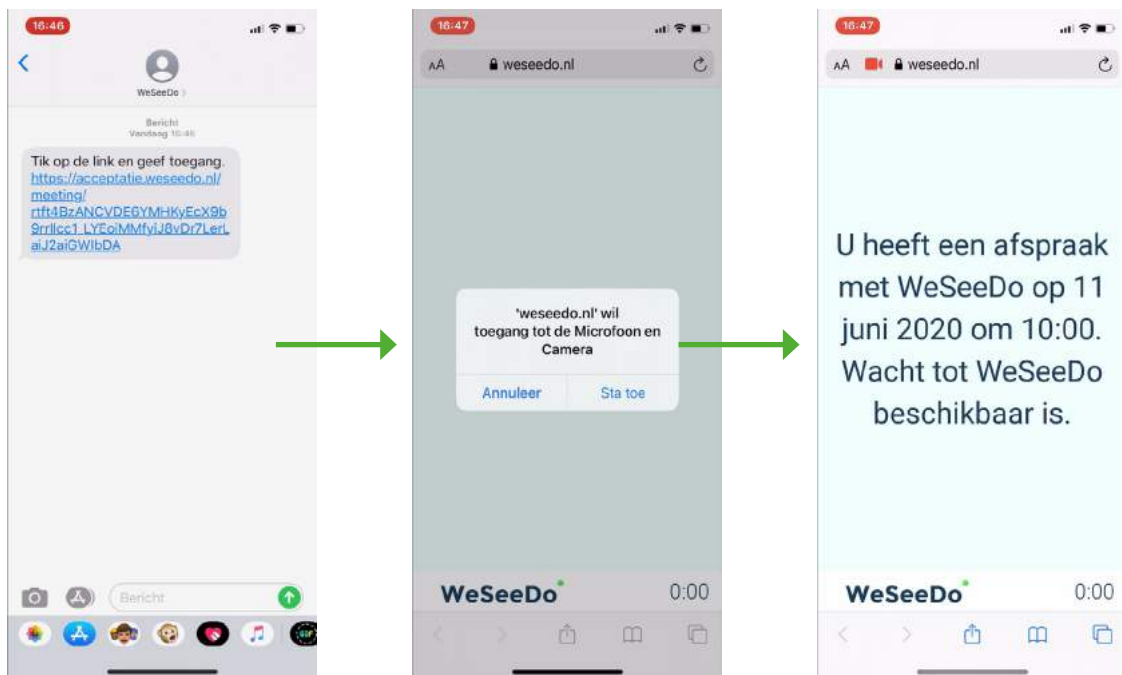 16:46
WeSeeDo
Bericht
Vandaag 16:46
Tik op de link en geef toegang.
https://acceptatie.weseedo.nl/
meeting/
Bericht
16:47
AA weseedo.nl
'weseedo.nl' wil
toegang tot de Microfoon en
Camera
Annuleer Sta toe
WeSeeDo 0:00
16:47
AA weseedo.nl
U heeft een afspraak
met WeSeeDo op 11
juni 2020 om 10:00.
Wacht tot WeSeeDo
beschikbaar is.
WeSeeDo 0:00